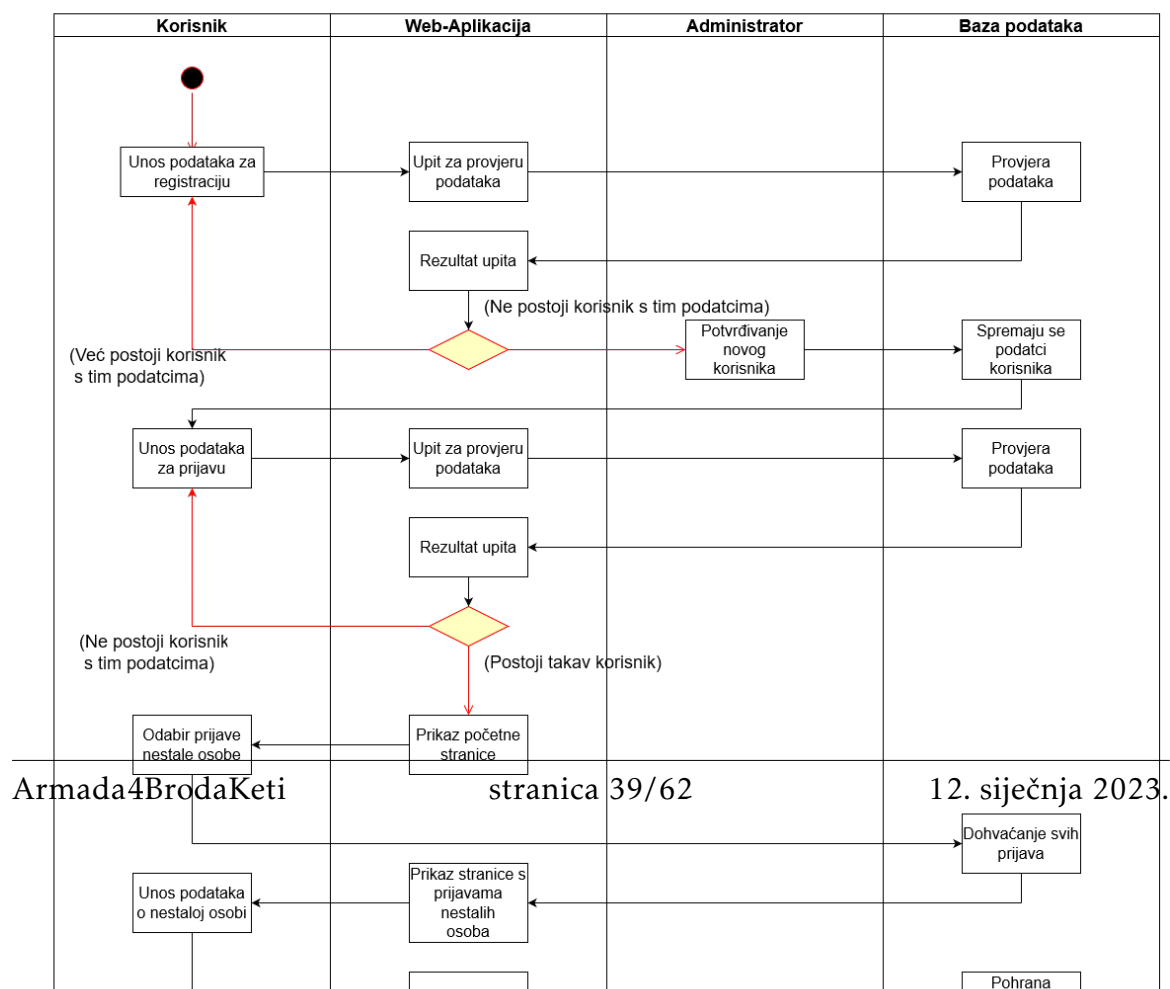 Korisnik
Web-Aplikacija
Administrator
Baza podataka
Unos podataka za
registraciju
Upit za provjeru
podataka
Provjera
podataka
Rezultat upita
(Ne postoji korisnik s tim podatcima)
(Već postoji korisnik
s tim podatcima)
Potvrđivanje
novog
korisnika
Spremaju se
podatci
korisnika
Unos podataka
za prijavu
Upit za provjeru
podataka
Provjera
podataka
Rezultat upita
(Ne postoji korisnik
s tim podatcima)
(Postoji takav korisnik)
Odabir prijave
nestale osobe
Prikaz početne
stranice
Armada4BrodaKeti
stranica 39/62
12. siječnja 2023.
Dohvaćanje svih
prijava
Unos podataka
o nestaloj osobi
Prikaz stranice s
prijavama
nestalih
osoba
Pohrana